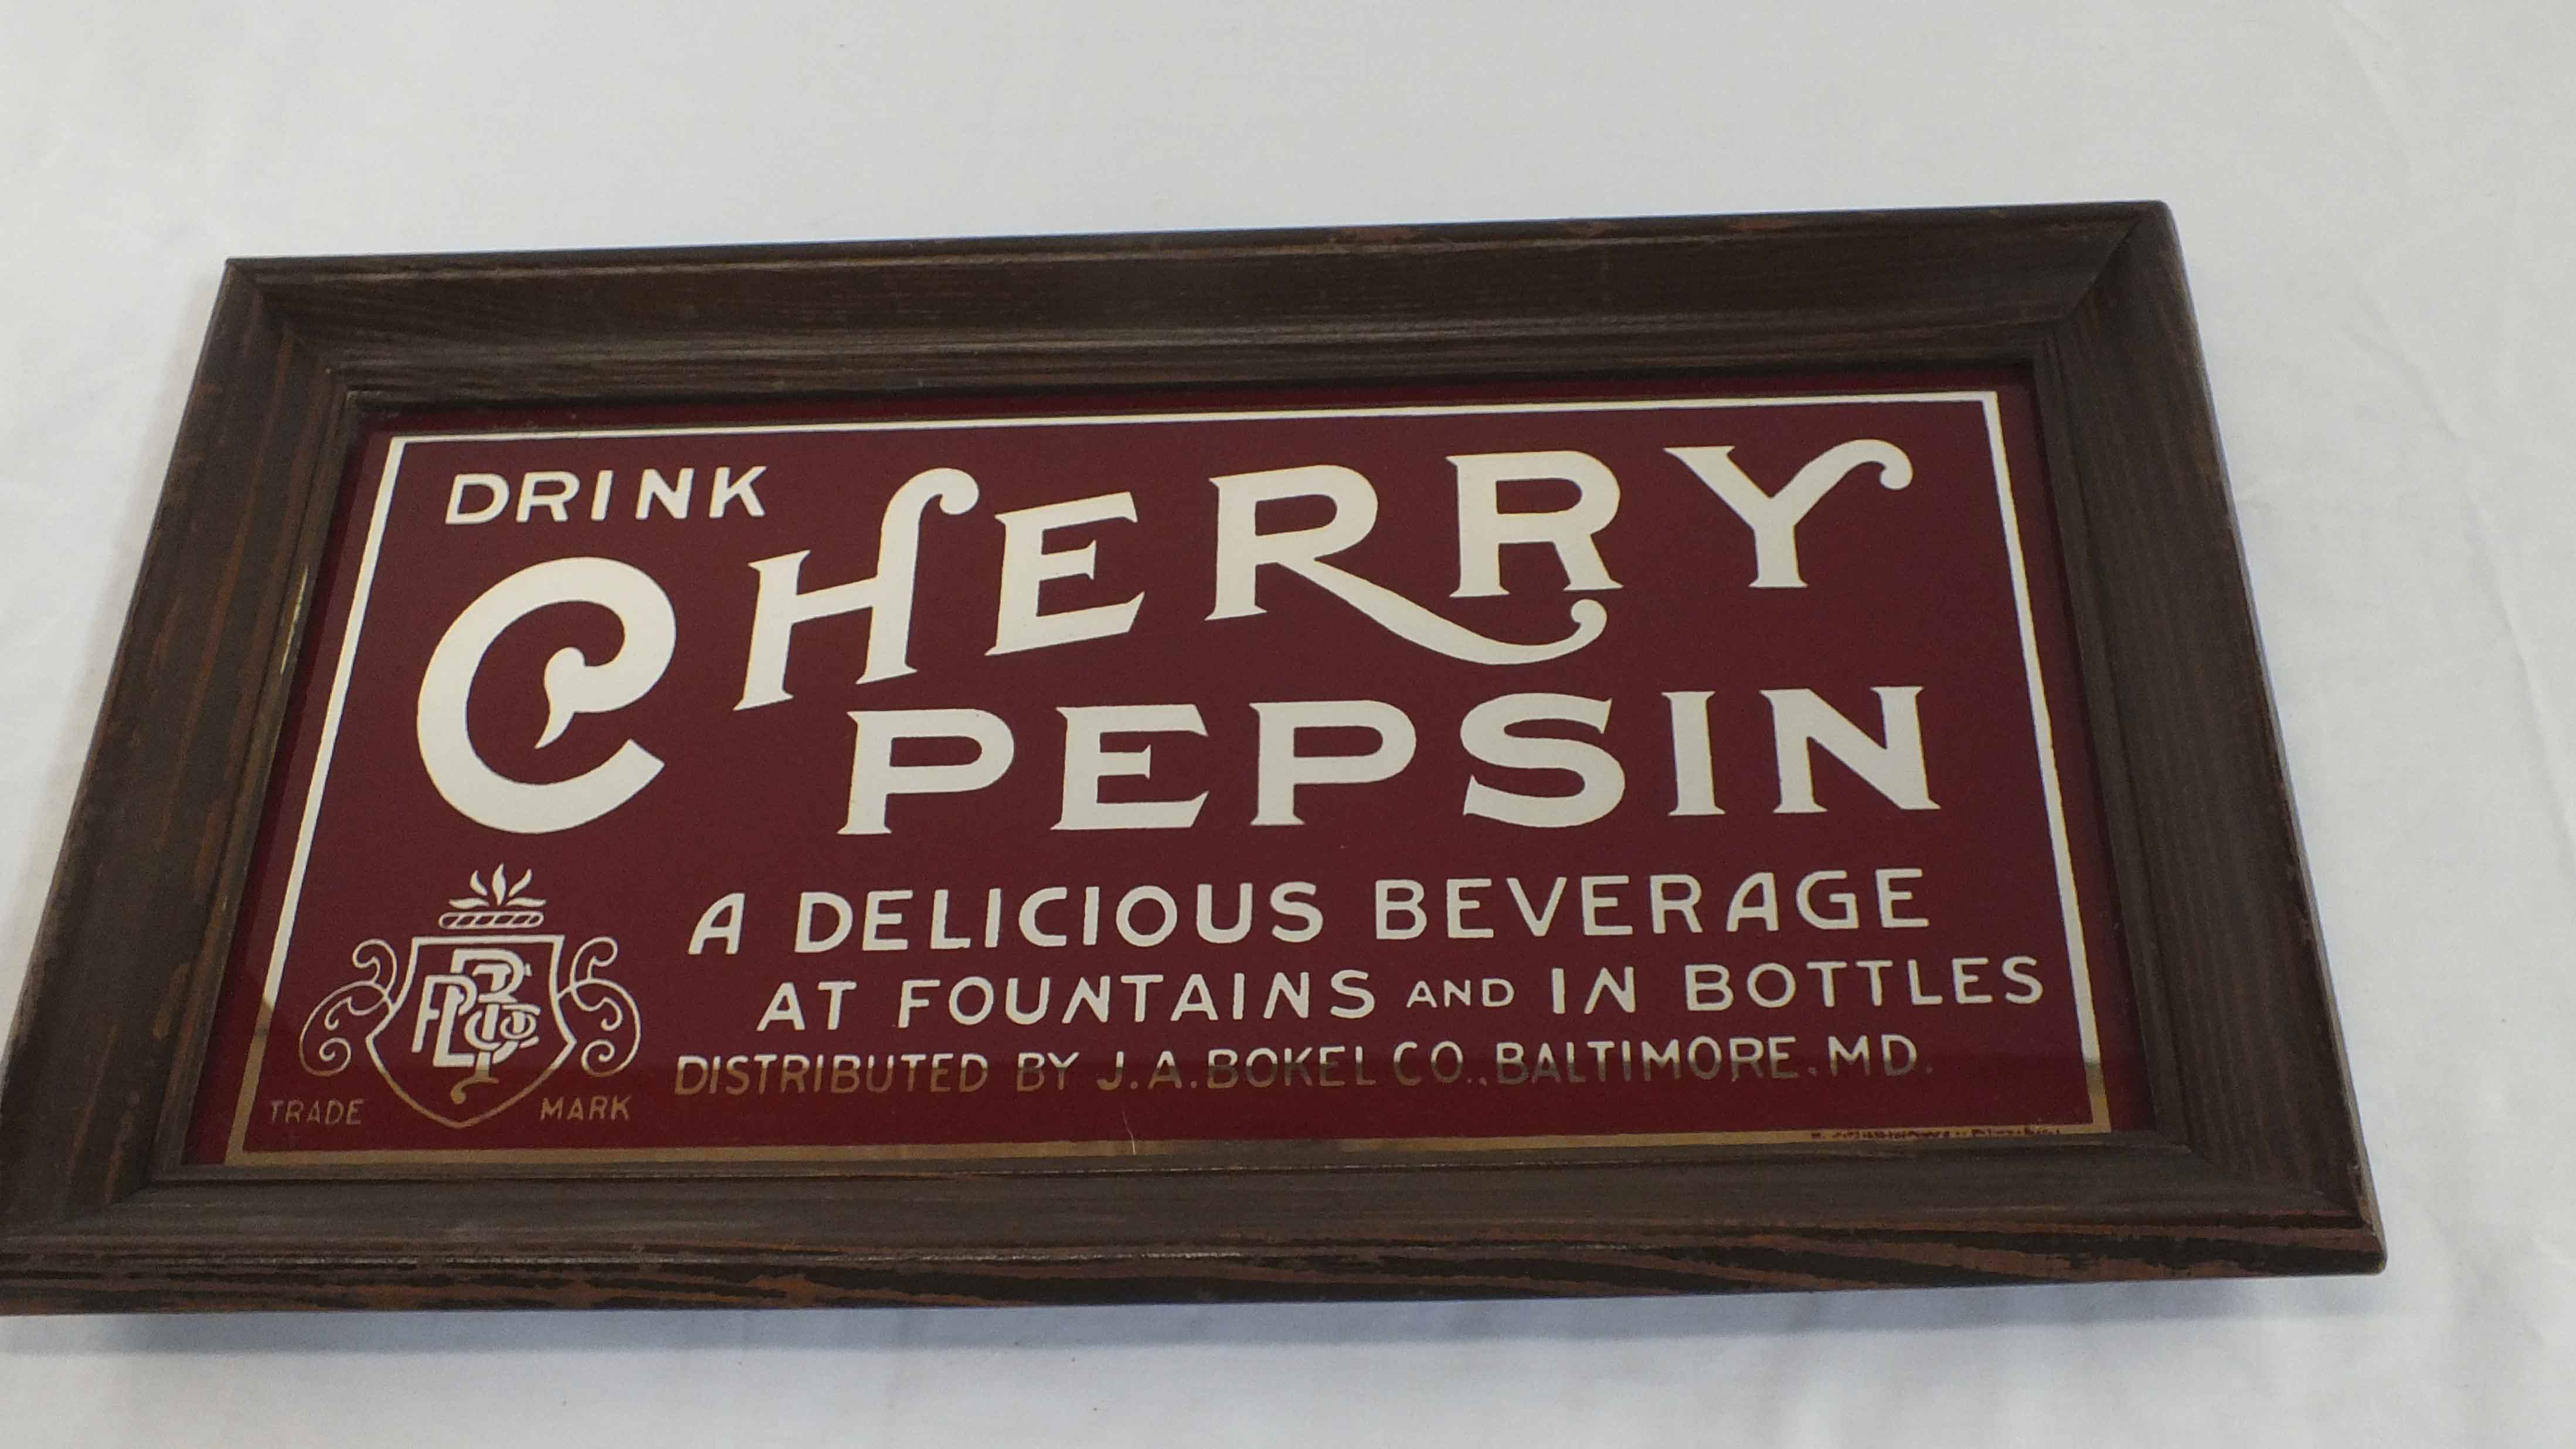 DRINK
CHERRY
PEPSIN
A DELICIOUS BEVERAGE
AT FOUNTAINS AND IN BOTTLES
DISTRIBUTED BY J.A. BOKEL CO., BALTIMORE, MD.
TRADE MARK